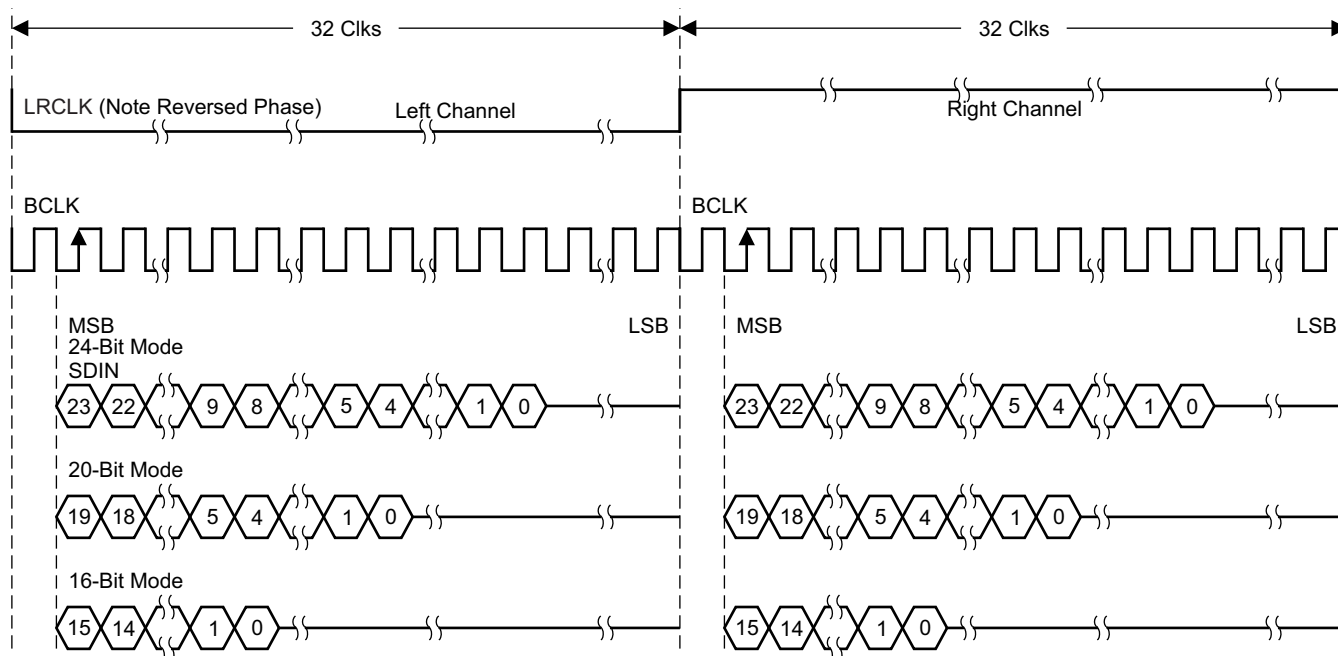 32 Clks 32 Clks
LRCLK (Note Reversed Phase) Left Channel Right Channel
BCLK BCLK
MSB LSB MSB LSB
24-Bit Mode
SDIN
23 22 9 8 5 4 1 0 23 22 9 8 5 4 1 0
20-Bit Mode
19 18 5 4 1 0 19 18 5 4 1 0
16-Bit Mode
15 14 1 0 15 14 1 0